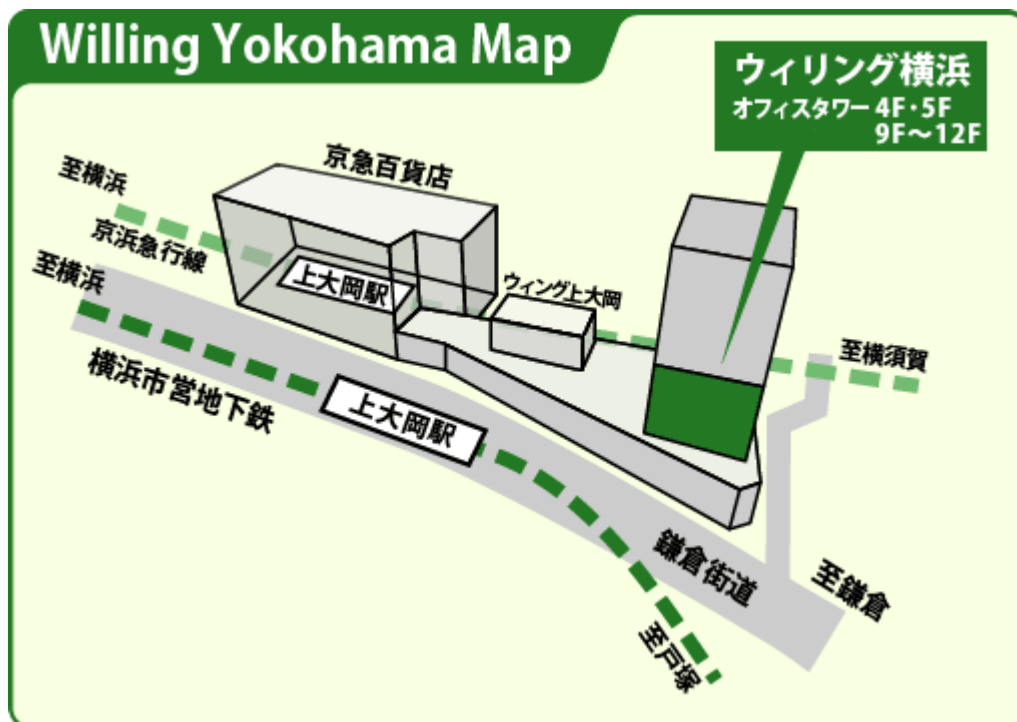 Willing Yokohama Map
ウィリング横浜
オフィスタワー 4F・5F
9F～12F
京急百貨店
至横浜
京浜急行線
至横浜
上大岡駅
ウィング上大岡
至横須賀
横浜市営地下鉄
上大岡駅
鎌倉街道
至鎌倉
至戸塚